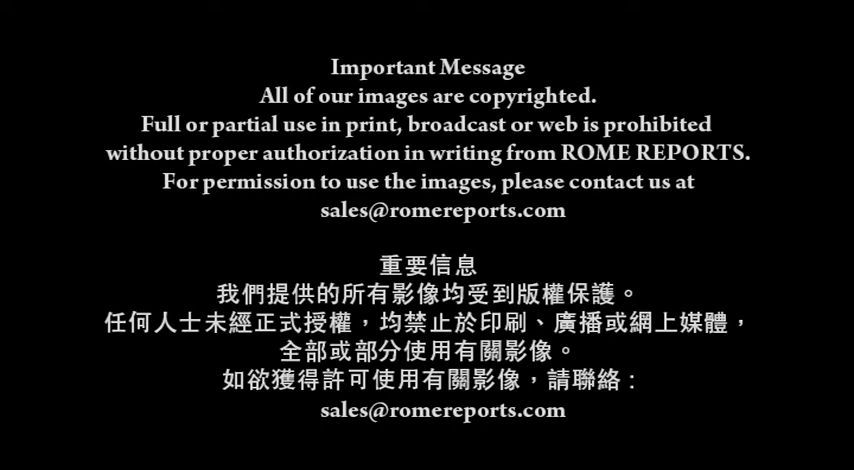 Important Message
All of our images are copyrighted.
Full or partial use in print, broadcast or web is prohibited
without proper authorization in writing from ROME REPORTS.
For permission to use the images, please contact us at
sales@romereports.com
重要信息
我們提供的所有影像均受到版權保護。
任何人士未經正式授權，均禁止於印刷、廣播或網上媒體，
全部或部分使用有關影像。
如欲獲得許可使用有關影像，請聯絡：
sales@romereports.com